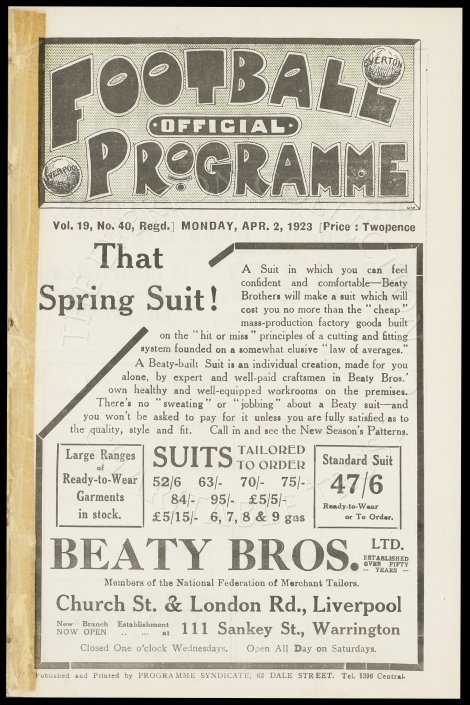 FOOTBALL
EVERTON
OFFICIAL
LIVERPOOL
PROGRAMME
Vol. 19, No. 40, Regd.] MONDAY, APR. 2, 1923 [Price : Twopence
That
Spring Suit!
A Suit in which you can feel
confident and comfortable—Beaty
Brothers will make a suit which will
cost you no more than the "cheap"
mass-production factory goods built
on the "hit or miss" principles of a cutting and fitting
system founded on a somewhat elusive "law of averages."
A Beaty-built Suit is an individual creation, made for you
alone, by expert and well-paid craftsmen in Beaty Bros.'
own healthy and well-equipped workrooms on the premises.
There's no "sweating" or "jobbing" about a Beaty suit—and
you won't be asked to pay for it unless you are fully satisfied as to
the quality, style and fit. Call in and see the New Season's Patterns.
Large Ranges
of
Ready-to-Wear
Garments
in stock.
SUITS TAILORED TO ORDER
52/6 63/- 70/- 75/-
84/- 95/- £5/5/-
£5/15/- 6, 7, 8 & 9 gns
Standard Suit
47/6
Ready-to-Wear
or To Order.
BEATY BROS. LTD.
ESTABLISHED
OVER FIFTY
— YEARS —
Members of the National Federation of Merchant Tailors.
Church St. & London Rd., Liverpool
New Branch Establishment
NOW OPEN .. ... at 111 Sankey St., Warrington
Closed One o'clock Wednesdays. Open All Day on Saturdays.
Published and Printed by PROGRAMME SYNDICATE, 62 DALE STREET. Tel. 1396 Central.